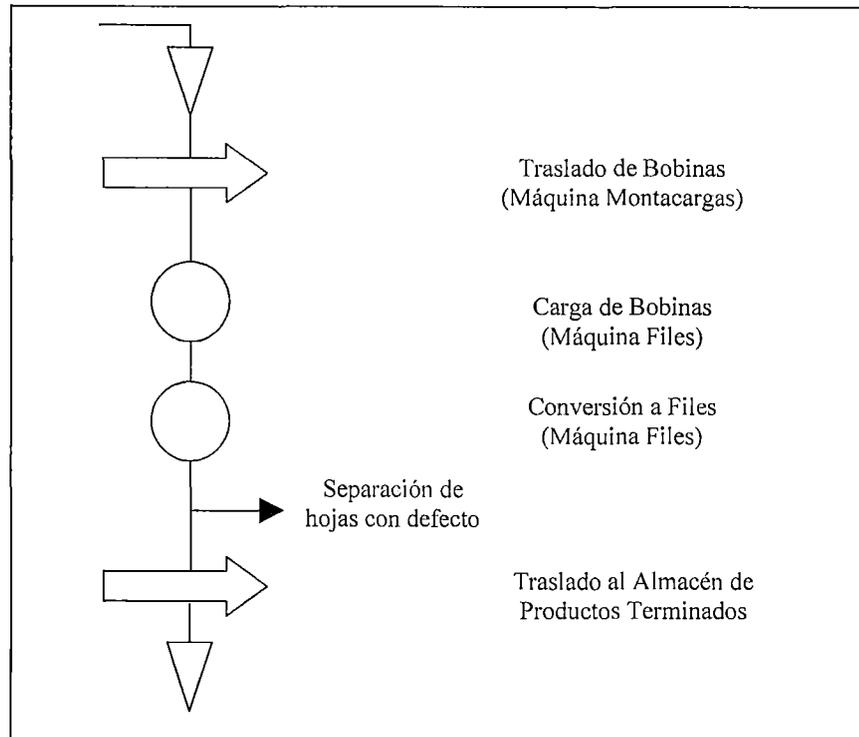 Traslado de Bobinas
(Máquina Montacargas)
Carga de Bobinas
(Máquina Files)
Conversión a Files
(Máquina Files)
Separación de
hojas con defecto
Traslado al Almacén de
Productos Terminados